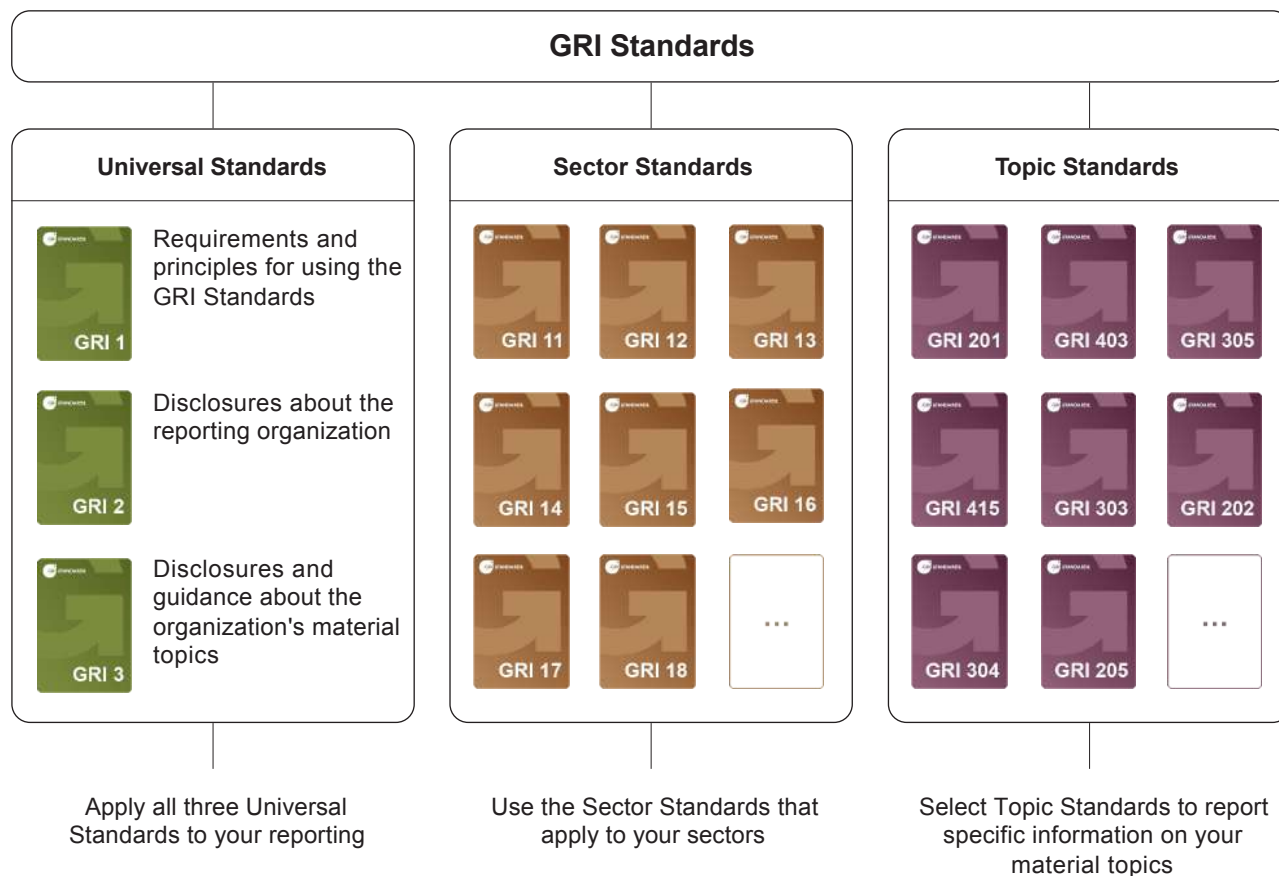 GRI Standards
Universal Standards
GRI 1
Requirements and
principles for using the
GRI Standards
GRI 2
Disclosures about the
reporting organization
GRI 3
Disclosures and
guidance about the
organization's material
topics
Apply all three Universal
Standards to your reporting
Sector Standards
GRI 11
GRI 12
GRI 13
GRI 14
GRI 15
GRI 16
GRI 17
GRI 18
...
Use the Sector Standards that
apply to your sectors
Topic Standards
GRI 201
GRI 403
GRI 305
GRI 415
GRI 303
GRI 202
GRI 304
GRI 205
...
Select Topic Standards to report
specific information on your
material topics